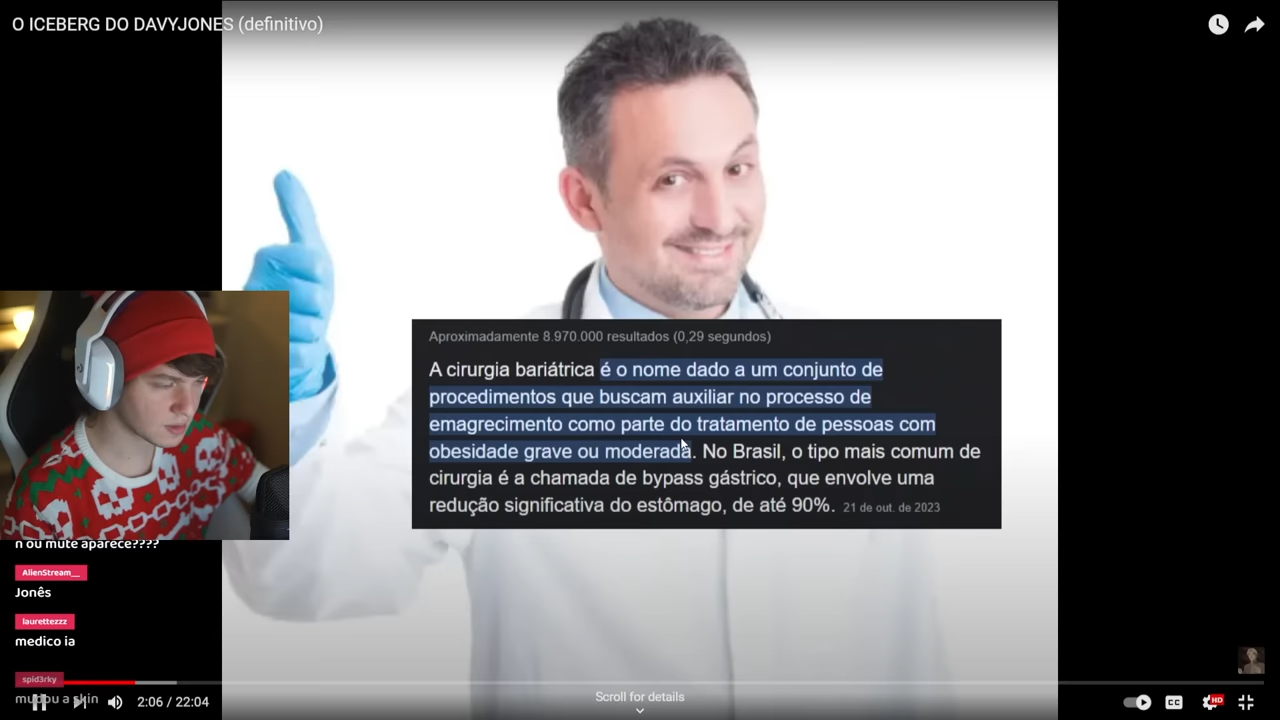 O ICEBERG DO DAVYJONES (definitivo)
Aproximadamente 8.970.000 resultados (0,29 segundos)
A cirurgia bariátrica é o nome dado a um conjunto de
procedimentos que buscam auxiliar no processo de
emagrecimento como parte do tratamento de pessoas com
obesidade grave ou moderada. No Brasil, o tipo mais comum de
cirurgia é a chamada de bypass gástrico, que envolve uma
redução significativa do estômago, de até 90%. 21 de out. de 2023
n ou mute aparece????
AlienStream__
Jonês
laurettezzz
medico ia
spid3rky
mudou a skin
2:06 / 22:04
Scroll for details
CC
HD